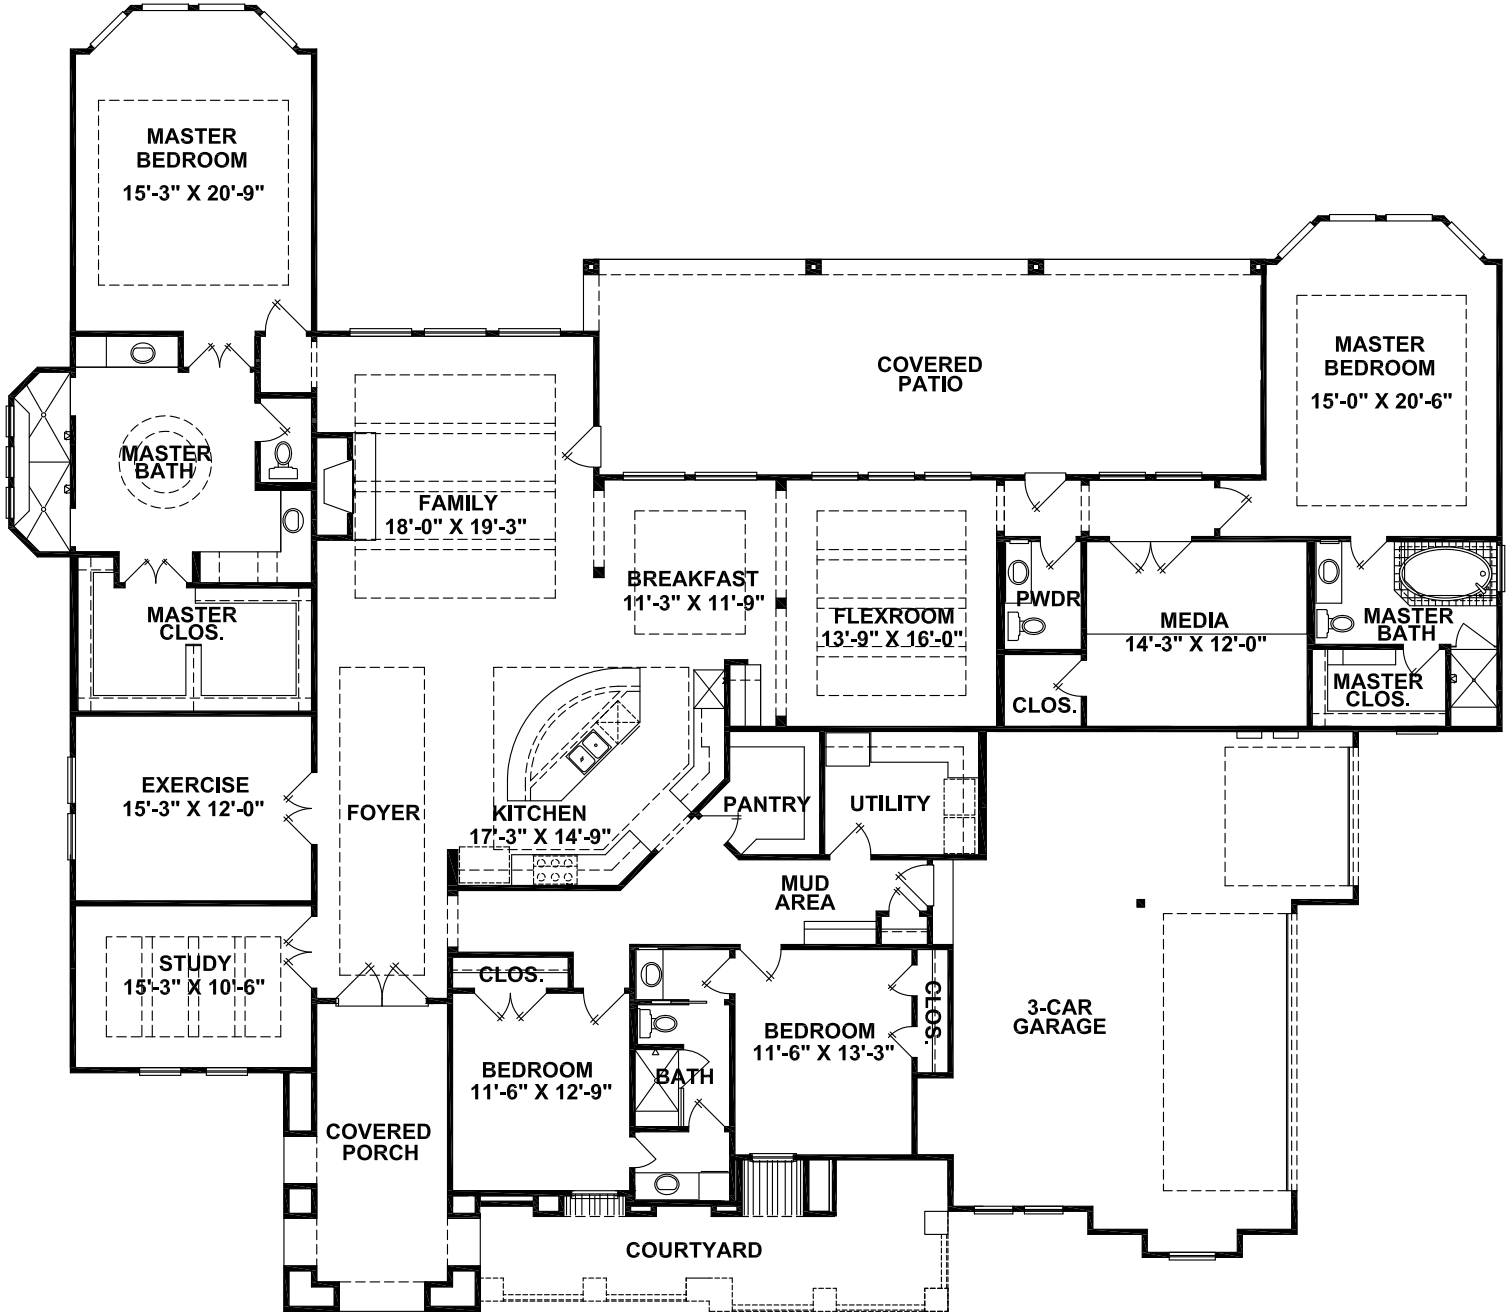 MASTER
BEDROOM
15'-3" X 20'-9"
COVERED
PATIO
MASTER
BEDROOM
15'-0" X 20'-6"
MASTER
BATH
FAMILY
18'-0" X 19'-3"
BREAKFAST
11'-3" X 11'-9"
FLEXROOM
13'-9" X 16'-0"
PWDR
MEDIA
14'-3" X 12'-0"
MASTER
BATH
MASTER
CLOS.
CLOS.
MASTER
CLOS.
EXERCISE
15'-3" X 12'-0"
FOYER
KITCHEN
17'-3" X 14'-9"
PANTRY
UTILITY
MUD
AREA
STUDY
15'-3" X 10'-6"
CLOS.
CLOS.
BEDROOM
11'-6" X 13'-3"
3-CAR
GARAGE
BEDROOM
11'-6" X 12'-9"
BATH
COVERED
PORCH
COURTYARD